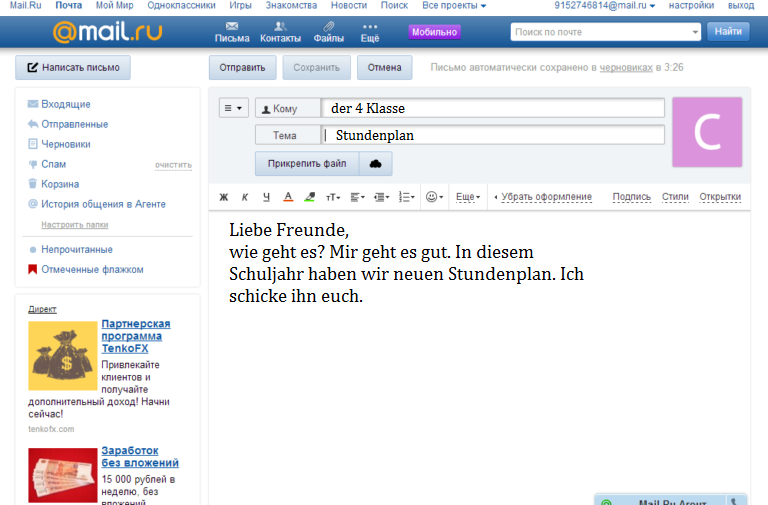 Mail.Ru Почта Мой Мир Одноклассники Игры Знакомства Новости Поиск Все проекты 9152746814@mail.ru настройки выход
@mail.ru Письма Контакты Файлы Ещё Мобильно Поиск по почте Найти
Написать письмо Отправить Сохранить Отмена Письмо автоматически сохранено в черновиках в 3:26
Входящие
Отправленные
Черновики
Спам очистить
Корзина
История общения в Агенте
Настроить папки
Непрочитанные
Отмеченные флажком
Кому der 4 Klasse
Тема Stundenplan
С
Прикрепить файл
Ж К Ч А тТ Еще Убрать оформление Подпись Стили Открытки
Liebe Freunde,
wie geht es? Mir geht es gut. In diesem
Schuljahr haben wir neuen Stundenplan. Ich
schicke ihn euch.
Директ
Партнерская
программа
TenkoFX
Привлекайте
клиентов и
получайте
дополнительный доход! Начни
сейчас!
tenkofx.com
Заработок
без вложений
15 000 рублей в
неделю, без
вложений
Mail.Ru Агент